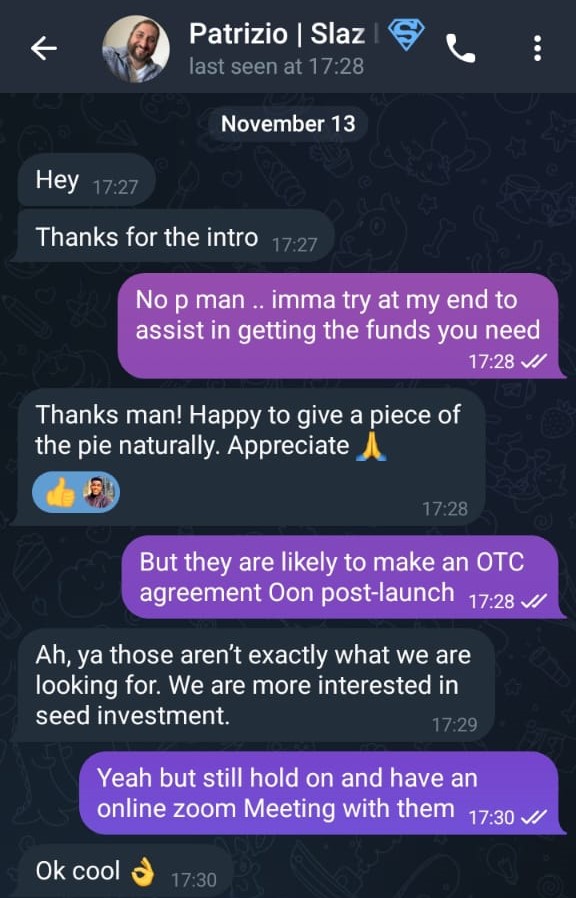 Patrizio | Slaz |
last seen at 17:28
November 13
Hey 17:27
Thanks for the intro 17:27
No p man .. imma try at my end to
assist in getting the funds you need
17:28
Thanks man! Happy to give a piece of
the pie naturally. Appreciate 🙏
👍
17:28
But they are likely to make an OTC
agreement Oon post-launch 17:28
Ah, ya those aren’t exactly what we are
looking for. We are more interested in
seed investment.
17:29
Yeah but still hold on and have an
online zoom Meeting with them 17:30
Ok cool 👌 17:30